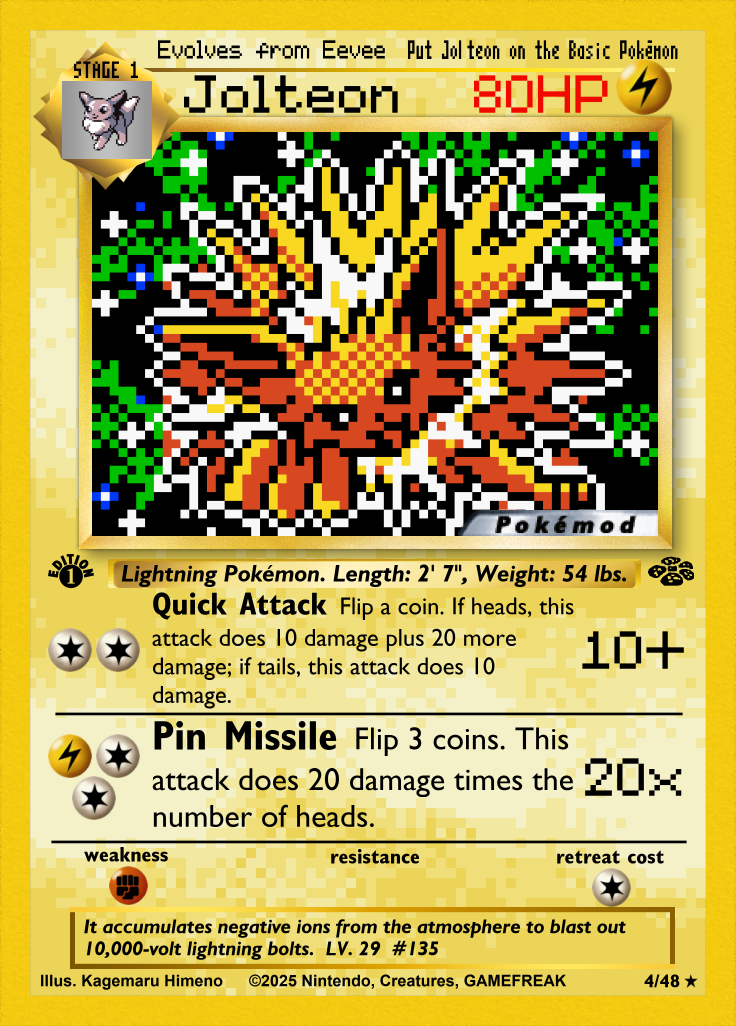 Evolves from Eevee Put Jolteon on the Basic Pokémon
STAGE 1
Jolteon 80HP
Pokémod
EDITION 1
Lightning Pokémon. Length: 2' 7", Weight: 54 lbs.
Quick Attack Flip a coin. If heads, this
attack does 10 damage plus 20 more
damage; if tails, this attack does 10
damage.
10+
Pin Missile Flip 3 coins. This
attack does 20 damage times the
number of heads.
20x
weakness resistance retreat cost
It accumulates negative ions from the atmosphere to blast out
10,000-volt lightning bolts. LV. 29 #135
Illus. Kagemaru Himeno ©2025 Nintendo, Creatures, GAMEFREAK 4/48 ★